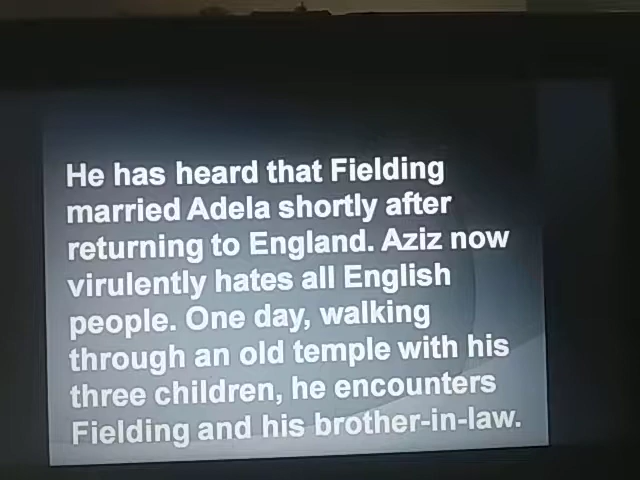 He has heard that Fielding
married Adela shortly after
returning to England. Aziz now
virulently hates all English
people. One day, walking
through an old temple with his
three children, he encounters
Fielding and his brother-in-law.